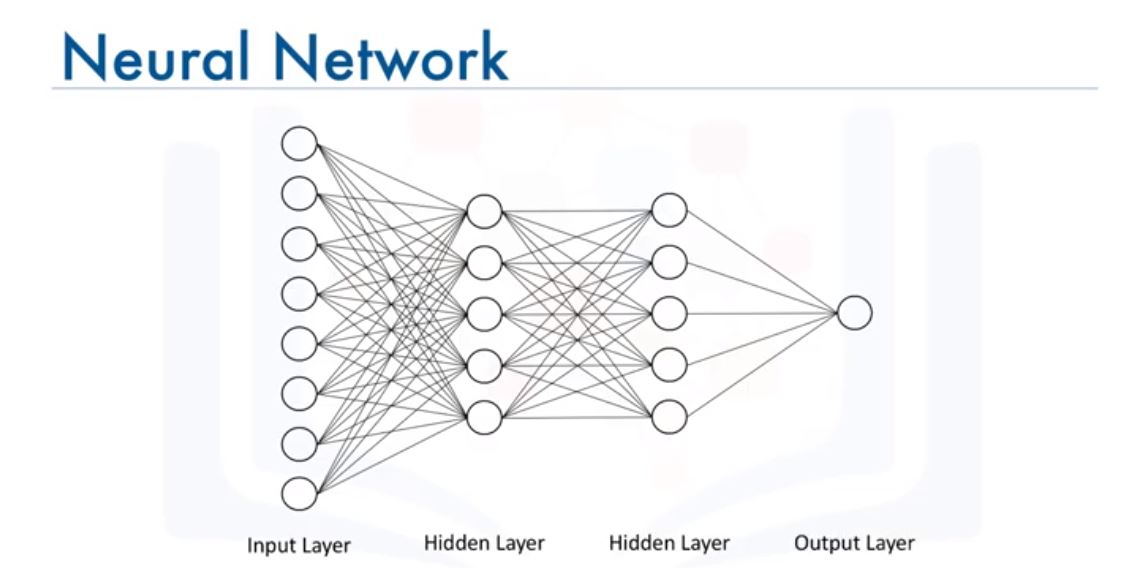 Neural Network
Input Layer
Hidden Layer
Hidden Layer
Output Layer